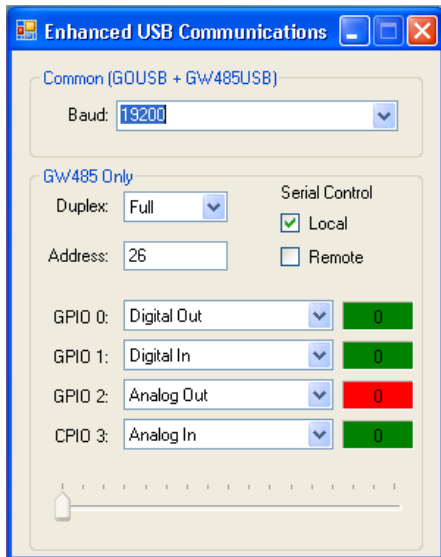 Enhanced USB Communications
Common (GOUSB + GW485USB)
Baud: 19200
GW485 Only
Serial Control
Duplex: Full
Local
Address: 26
Remote
GPIO 0: Digital Out 0
GPIO 1: Digital In 0
GPIO 2: Analog Out 0
CPIO 3: Analog In 0